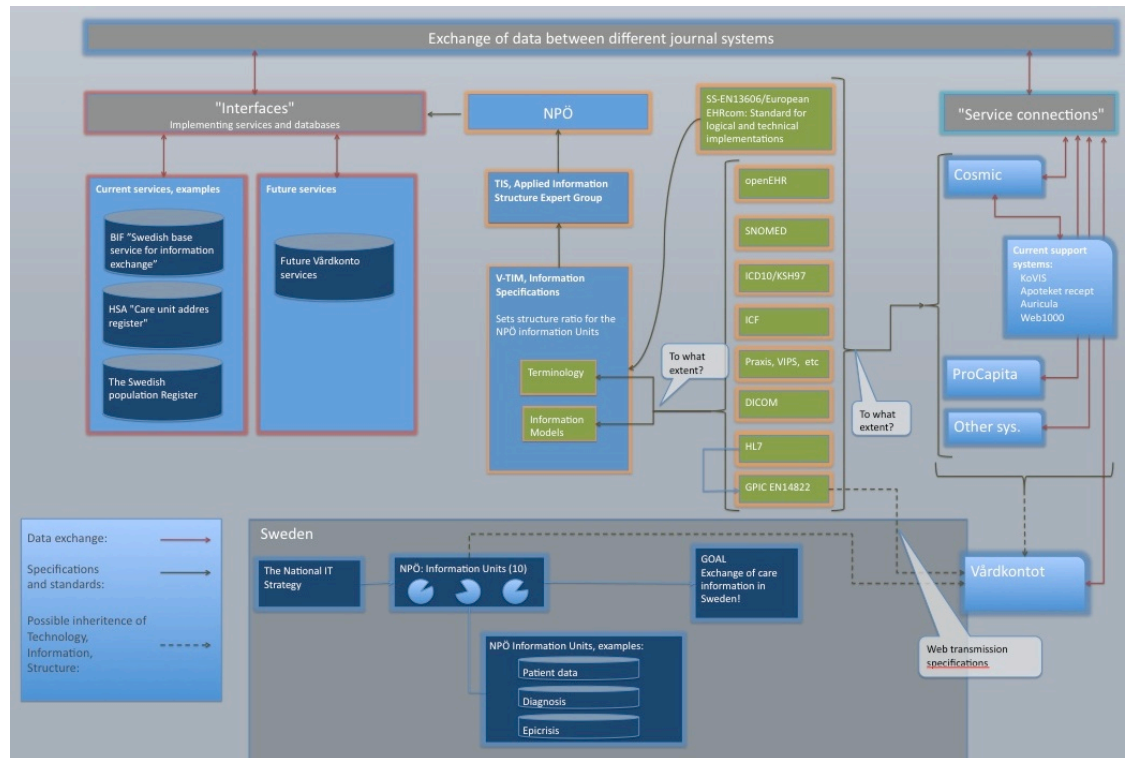 Exchange of data between different journal systems
"Interfaces"
Implementing services and databases
NPÖ
SS-EN13606/European
EHRcom: Standard for
logical and technical
implementations
"Service connections"
Current services, examples
BIF "Swedish base
service for information
exchange"
HSA "Care unit addres
register"
The Swedish
population Register
Future services
Future Vårdkonto
services
TIS, Applied Information
Structure Expert Group
V-TIM, Information
Specifications
Sets structure ratio for the
NPÖ information Units
Terminology
Information
Models
To what
extent?
openEHR
SNOMED
ICD10/KSH97
ICF
Praxis, VIPS, etc
DICOM
HL7
GPIC EN14822
To what
extent?
Cosmic
Current support
systems:
KoVIS
Apoteket recept
Auricula
Web1000
ProCapita
Other sys.
Vårdkontot
Data exchange:
Specifications
and standards:
Possible inheritence of
Technology,
Information,
Structure:
Sweden
The National IT
Strategy
NPÖ: Information Units (10)
GOAL
Exchange of care
information in
Sweden!
NPÖ Information Units, examples:
Patient data
Diagnosis
Epicrisis
Web transmission
specifications